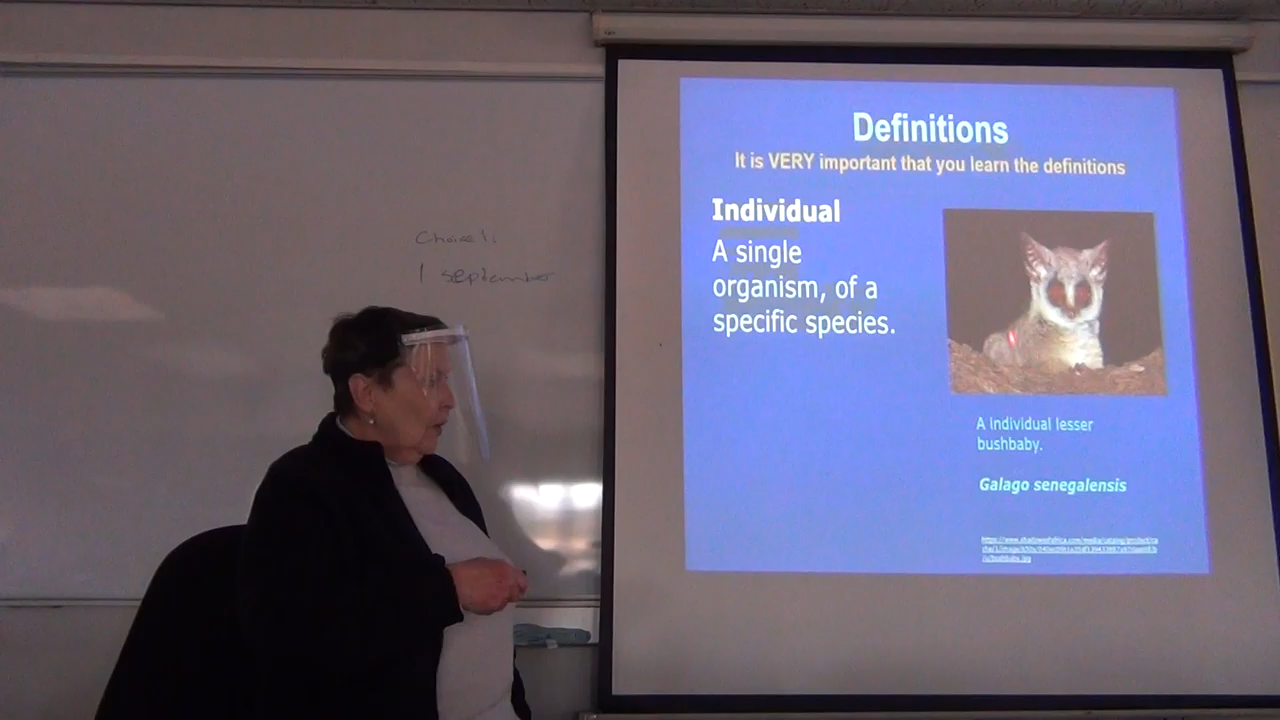 1 september
Definitions
It is VERY important that you learn the definitions
Individual
A single
organism, of a
specific species.
A individual lesser
bushbaby.
Galago senegalensis